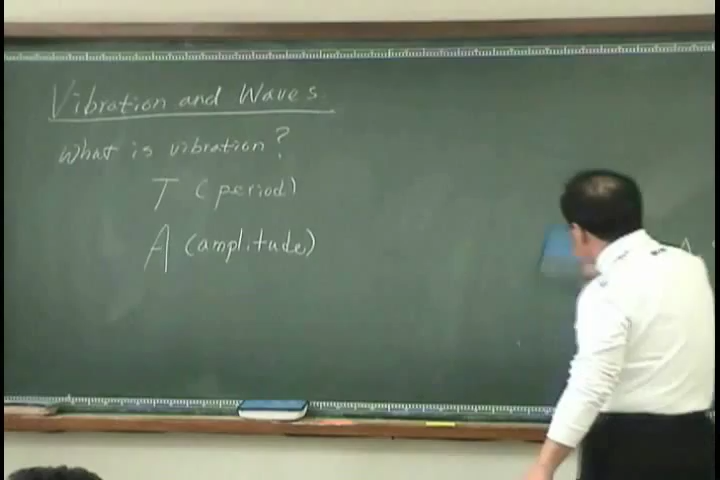 Vibration and Waves
What is vibration?
T (period)
A (amplitude)
A